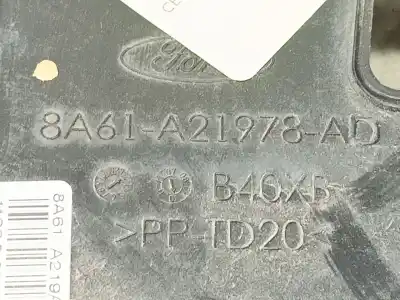 Ford
8A61-A21978-AD
B46XB
>PP-TD20<
8A61 A219